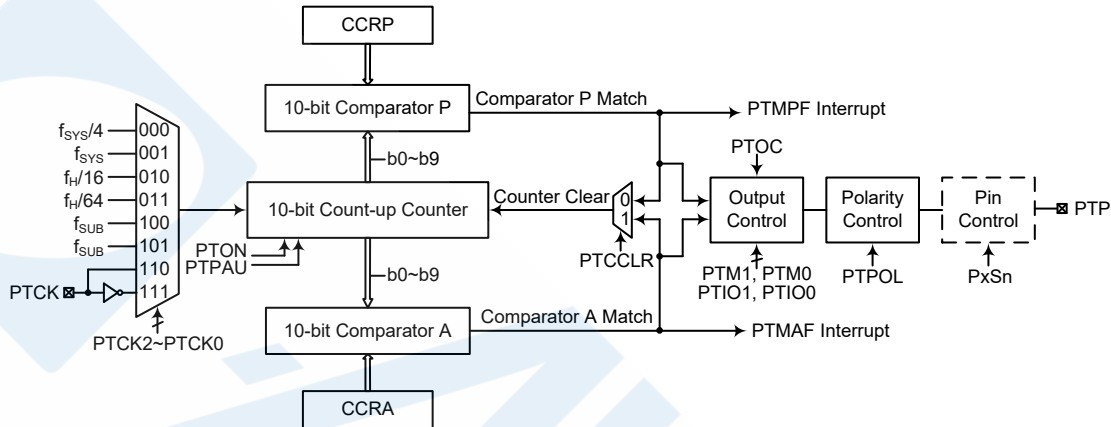 CCRP
10-bit Comparator P
Comparator P Match
PTMPF Interrupt
b0~b9
fSYS/4
000
fSYS
001
fH/16
010
fH/64
011
fSUB
100
fSUB
101
110
111
PTCK
PTCK2~PTCK0
10-bit Count-up Counter
PTON
PTPAU
Counter Clear
0
1
PTCCLR
PTOC
Output
Control
PTM1, PTM0
PTIO1, PTIO0
Polarity
Control
PTPOL
Pin
Control
PxSn
PTP
b0~b9
10-bit Comparator A
Comparator A Match
PTMAF Interrupt
CCRA